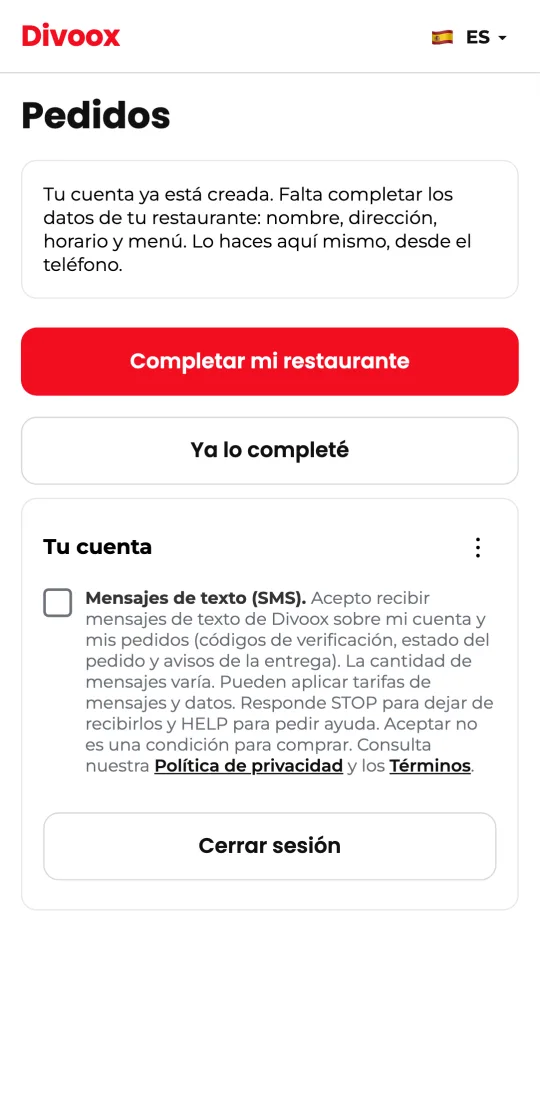 Divoox
ES
Pedidos
Tu cuenta ya está creada. Falta completar los
datos de tu restaurante: nombre, dirección,
horario y menú. Lo haces aquí mismo, desde el
teléfono.
Completar mi restaurante
Ya lo completé
Tu cuenta
Mensajes de texto (SMS). Acepto recibir
mensajes de texto de Divoox sobre mi cuenta y
mis pedidos (códigos de verificación, estado del
pedido y avisos de la entrega). La cantidad de
mensajes varía. Pueden aplicar tarifas de
mensajes y datos. Responde STOP para dejar de
recibirlos y HELP para pedir ayuda. Aceptar no
es una condición para comprar. Consulta
nuestra Política de privacidad y los Términos.
Cerrar sesión